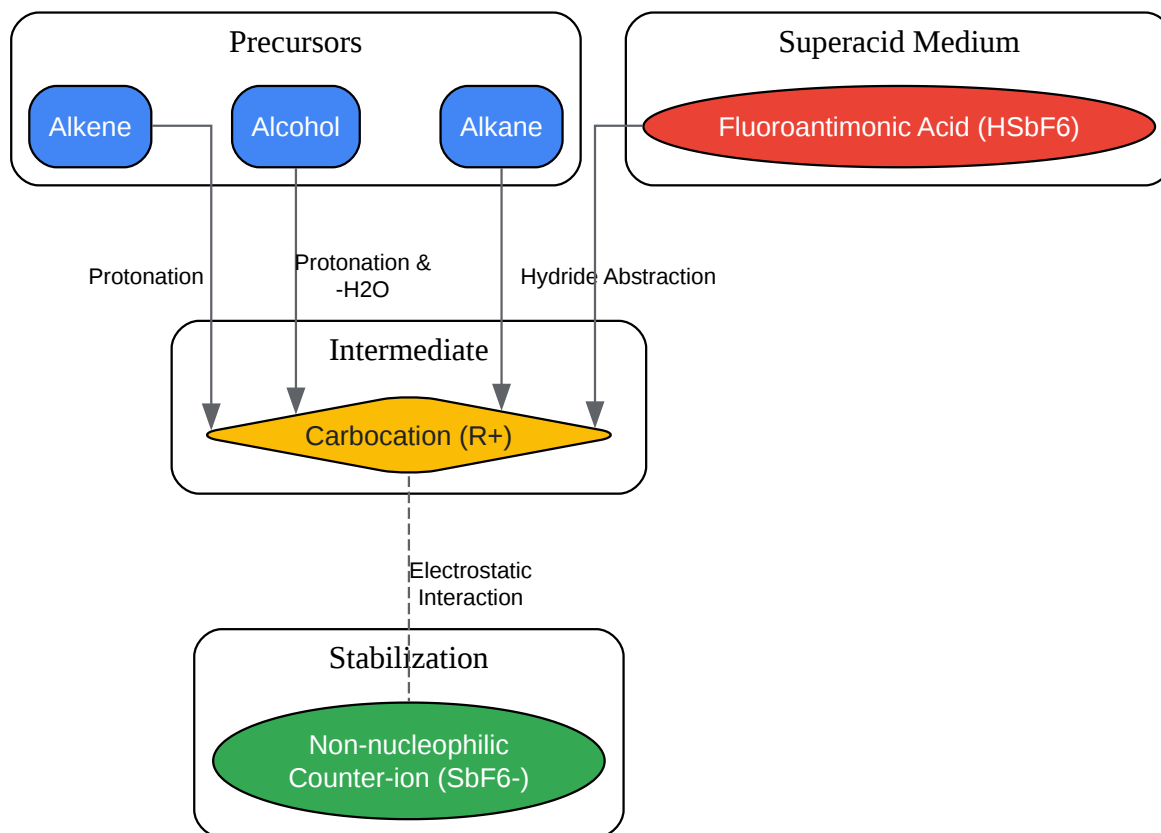 Precursors
Superacid Medium
Alkene
Alcohol
Alkane
Fluoroantimonic Acid (HSbF6)
Protonation
Protonation &
-H2O
Hydride Abstraction
Intermediate
Carbocation (R+)
Electrostatic
Interaction
Stabilization
Non-nucleophilic
Counter-ion (SbF6-)